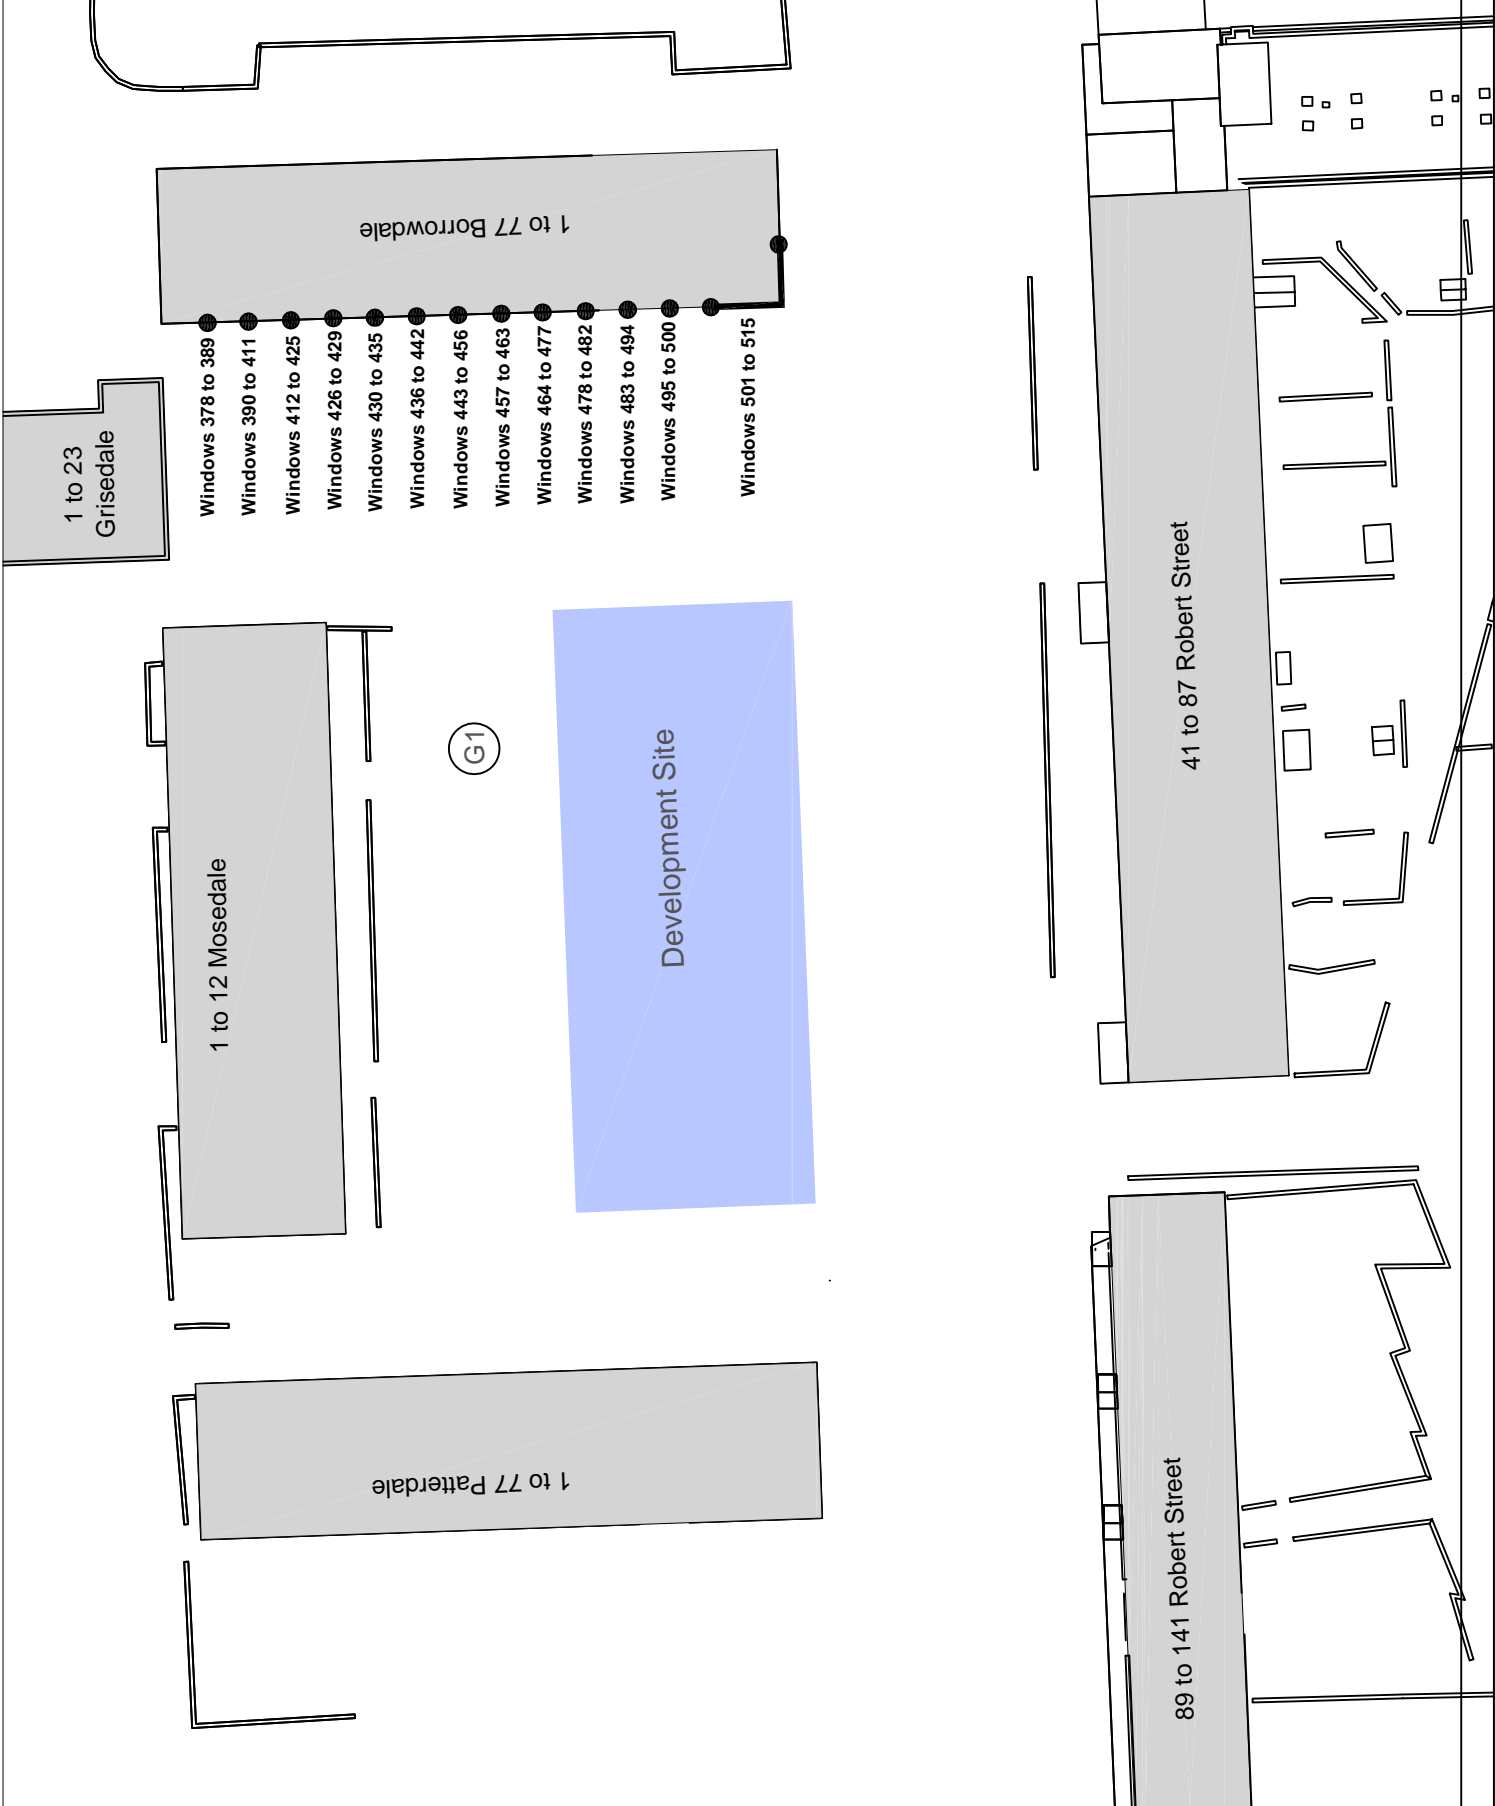 1 to 77 Borrowdale
1 to 23
Grisedale
Windows 378 to 389
Windows 390 to 411
Windows 412 to 425
Windows 426 to 429
Windows 430 to 435
Windows 436 to 442
Windows 443 to 456
Windows 457 to 463
Windows 464 to 477
Windows 478 to 482
Windows 483 to 494
Windows 495 to 500
Windows 501 to 515
41 to 87 Robert Street
G1
Development Site
1 to 12 Mosedale
1 to 77 Patterdale
89 to 141 Robert Street